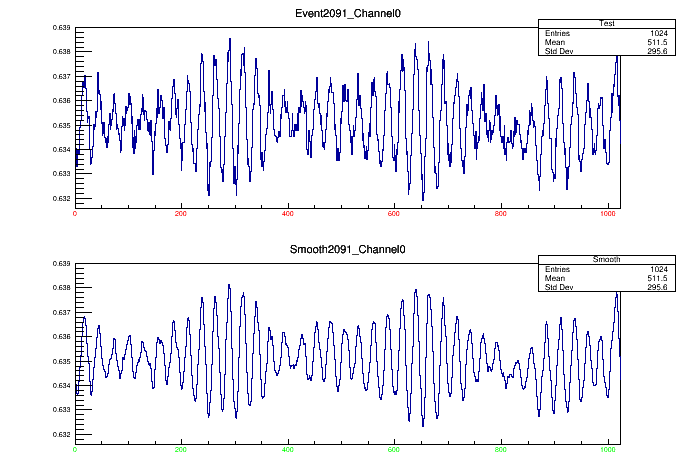 Event2091_Channel0
Test
Entries 1024
Mean 511.5
Std Dev 295.6
0.639
0.638
0.637
0.636
0.635
0.634
0.633
0.632
0 200 400 600 800 1000
Smooth2091_Channel0
Smooth
Entries 1024
Mean 511.5
Std Dev 295.6
0.639
0.638
0.637
0.636
0.635
0.634
0.633
0.632
0 200 400 600 800 1000